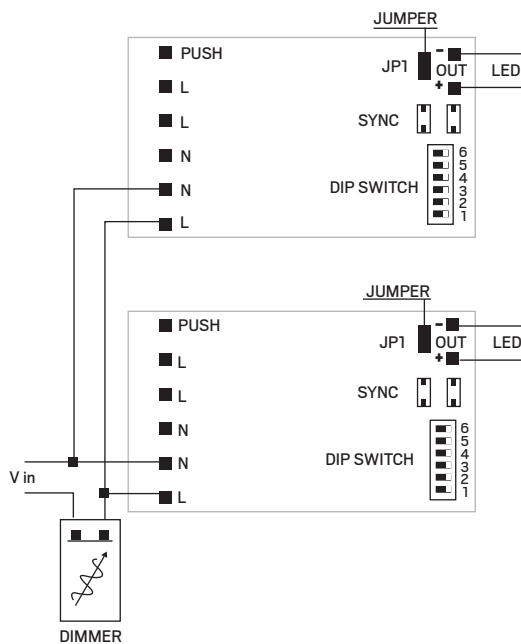 JUMPER
PUSH
JP1
-
OUT
+
LED
L
L
SYNC
N
6
5
4
3
2
1
DIP SWITCH
N
L
JUMPER
PUSH
JP1
-
OUT
+
LED
L
L
SYNC
N
6
5
4
3
2
1
DIP SWITCH
N
L
V in
DIMMER